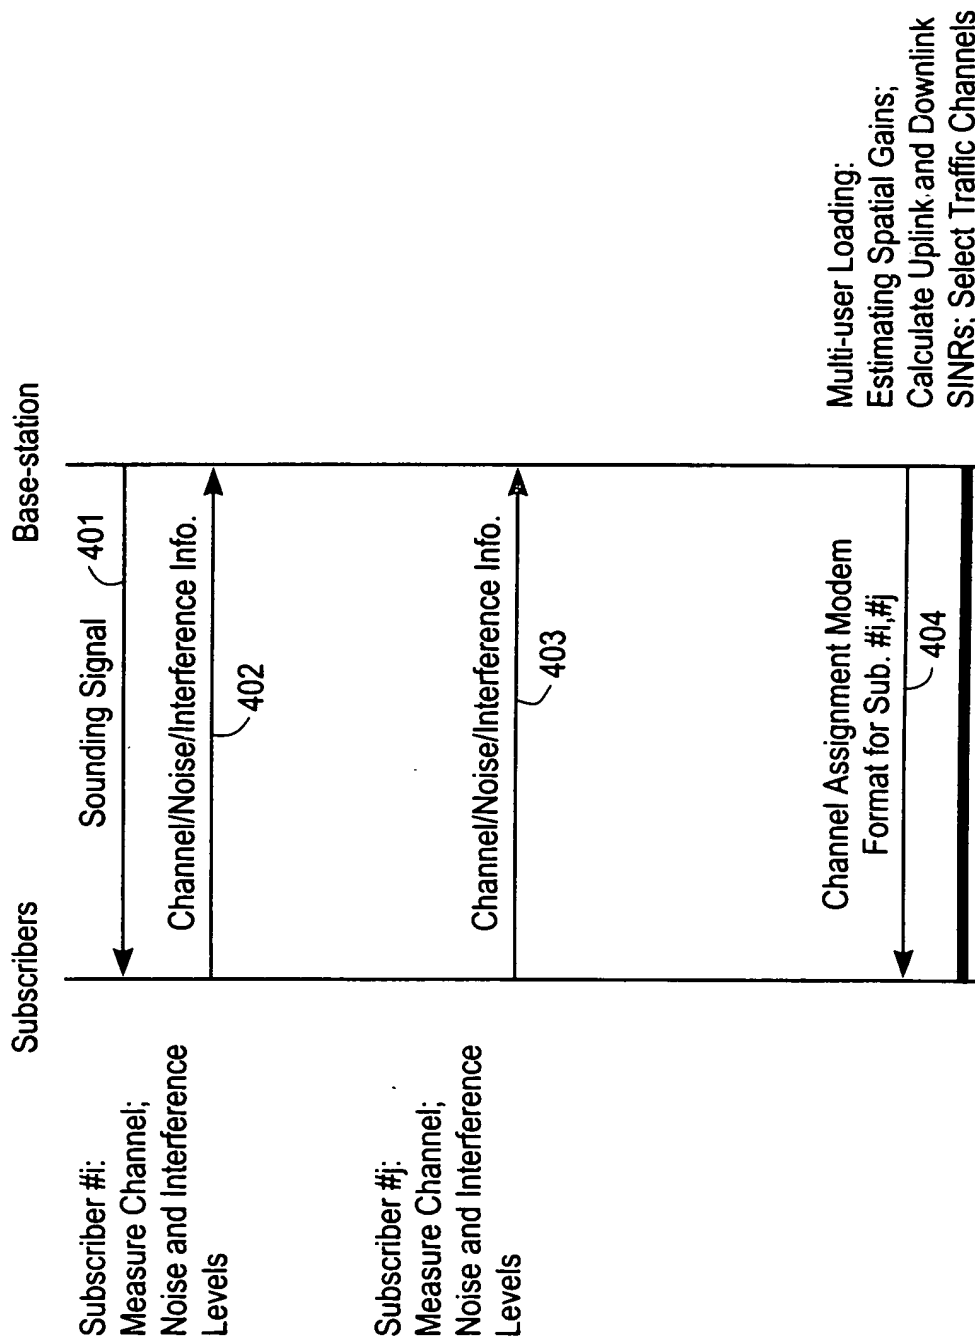 Subscribers
Base-station
Subscriber #i:
Measure Channel;
Noise and Interference
Levels
Sounding Signal
401
Channel/Noise/Interference Info.
402
Subscriber #j:
Measure Channel;
Noise and Interference
Levels
Channel/Noise/Interference Info.
403
Channel Assignment Modem
Format for Sub. #i,#j
404
Multi-user Loading:
Estimating Spatial Gains;
Calculate Uplink and Downlink
SINRs; Select Traffic Channels